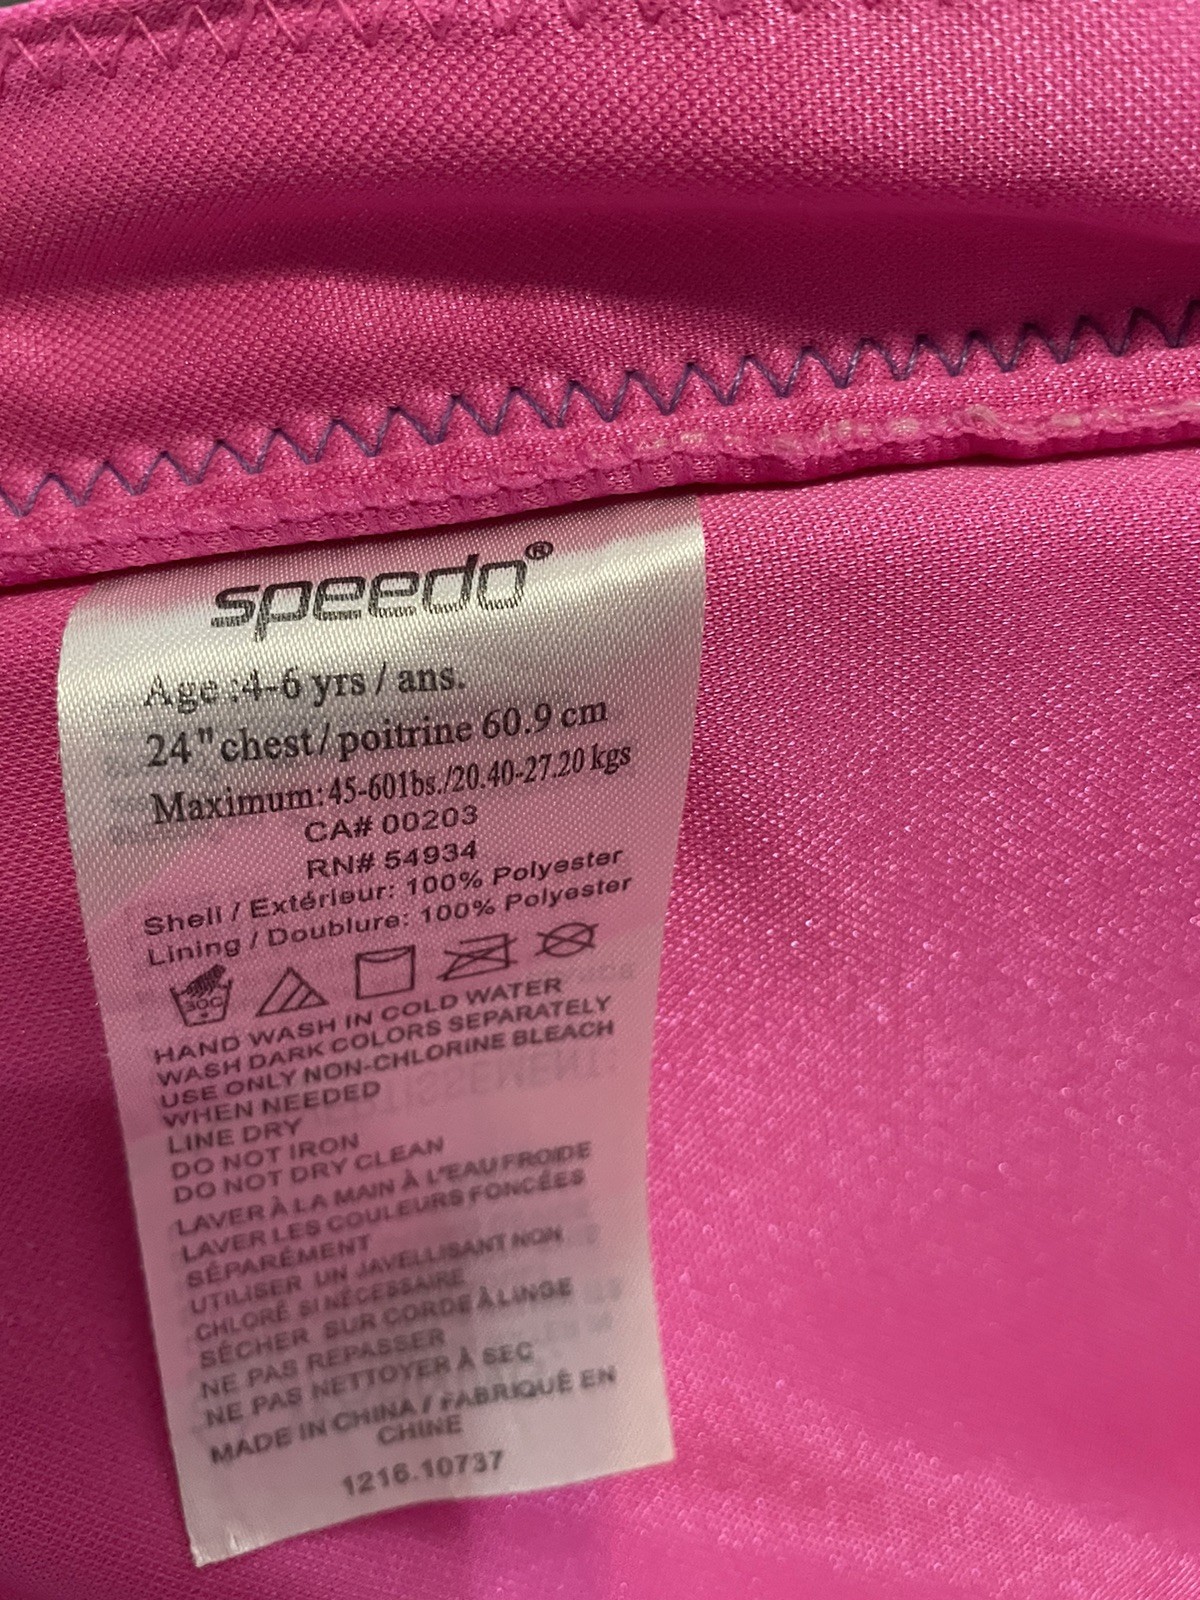 speedo®
Age :4-6 yrs / ans.
24" chest/poitrine 60.9 cm
Maximum:45-60lbs./20.40-27.20 kgs
CA# 00203
RN# 54934
Shell / Extérieur: 100% Polyester
Lining / Doublure: 100% Polyester
30C
HAND WASH IN COLD WATER
WASH DARK COLORS SEPARATELY
USE ONLY NON-CHLORINE BLEACH
WHEN NEEDED
LINE DRY
DO NOT IRON
DO NOT DRY CLEAN
LAVER À LA MAIN À L'EAU FROIDE
LAVER LES COULEURS FONCÉES
SÉPARÉMENT
UTILISER UN JAVELLISANT NON
CHLORÉ SI NÉCESSAIRE
SÉCHER SUR CORDE À LINGE
NE PAS REPASSER
NE PAS NETTOYER À SEC
MADE IN CHINA / FABRIQUÉ EN
CHINE
1216.10737